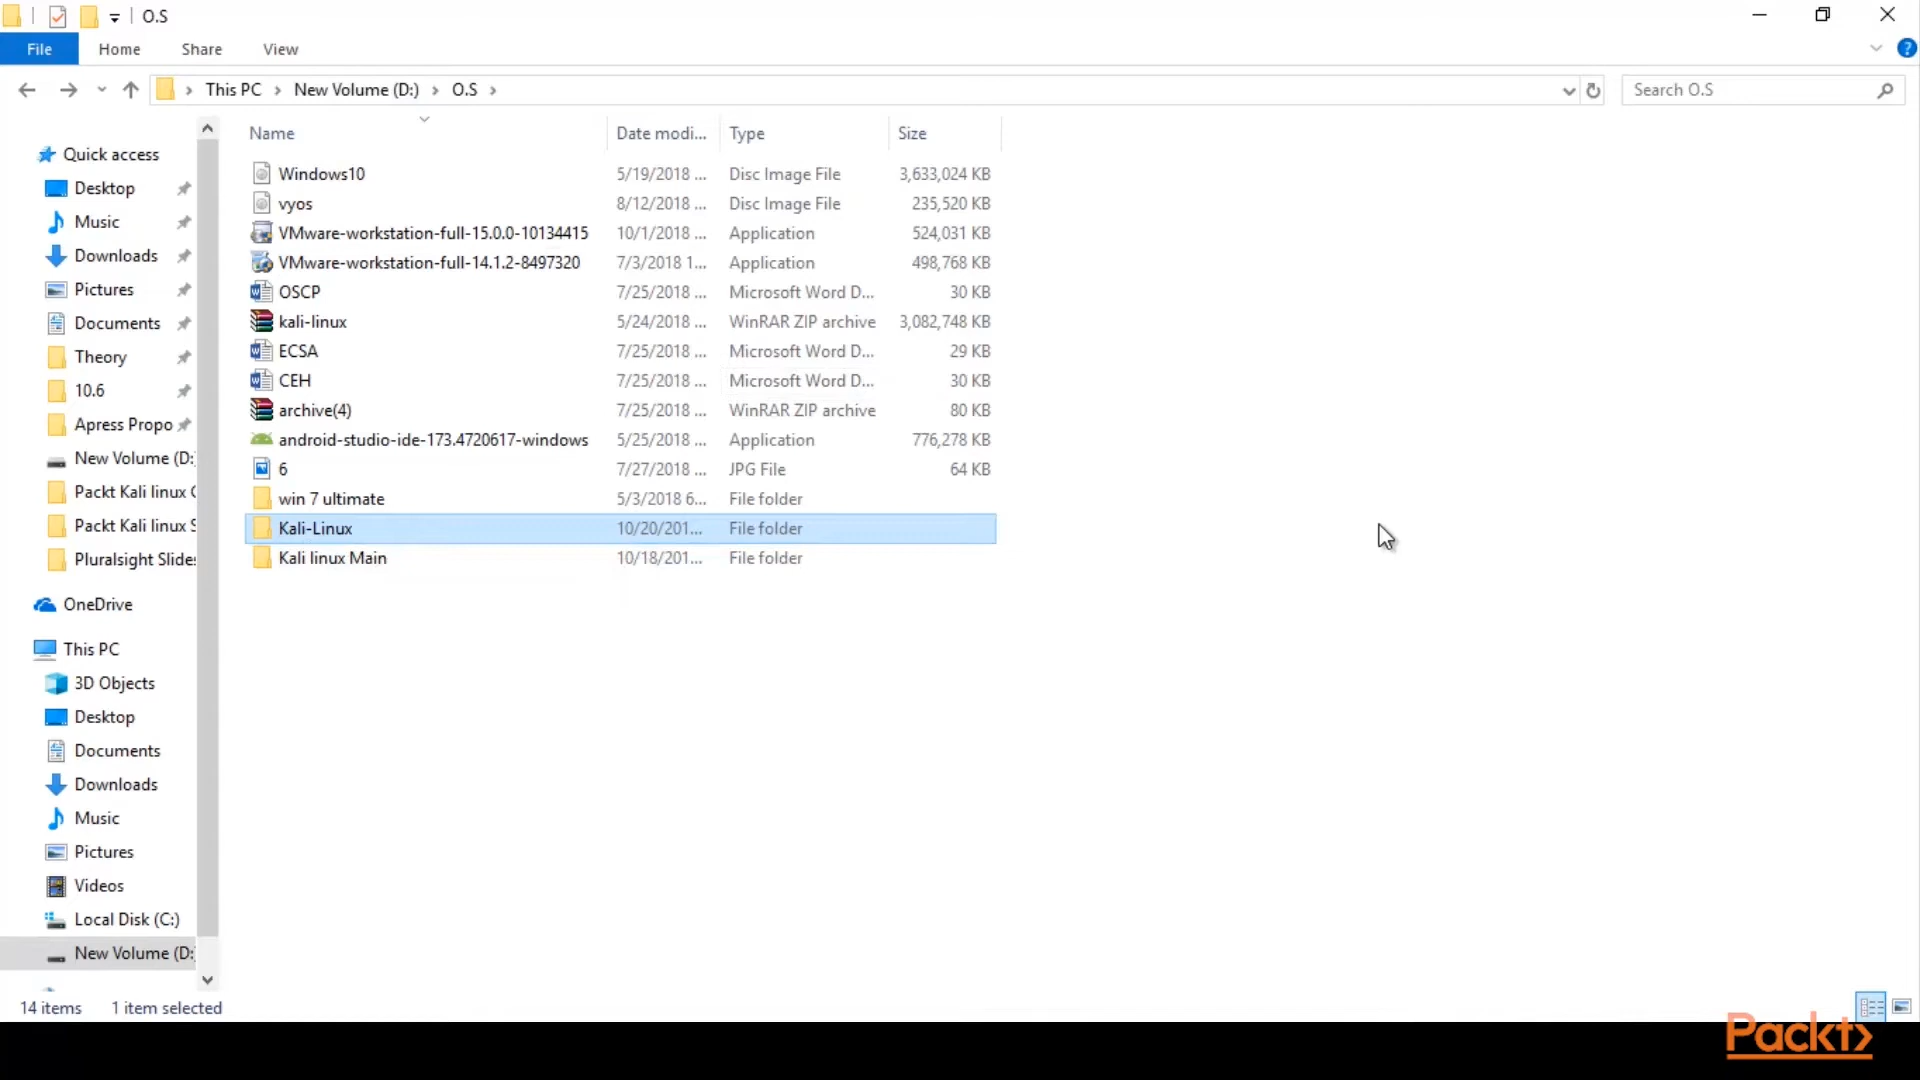 O.S
File Home Share View
This PC New Volume (D:) O.S
Search O.S
Name Date modi... Type Size
Quick access
Desktop
Music
Downloads
Pictures
Documents
Theory
10.6
Apress Propo
New Volume (D:
Packt Kali linux
Packt Kali linux S
Pluralsight Slide
OneDrive
This PC
3D Objects
Desktop
Documents
Downloads
Music
Pictures
Videos
Local Disk (C:)
New Volume (D:
Windows10 5/19/2018 ... Disc Image File 3,633,024 KB
vyos 8/12/2018 ... Disc Image File 235,520 KB
VMware-workstation-full-15.0.0-10134415 10/1/2018 ... Application 524,031 KB
VMware-workstation-full-14.1.2-8497320 7/3/2018 1... Application 498,768 KB
OSCP 7/25/2018 ... Microsoft Word D... 30 KB
kali-linux 5/24/2018 ... WinRAR ZIP archive 3,082,748 KB
ECSA 7/25/2018 ... Microsoft Word D... 29 KB
CEH 7/25/2018 ... Microsoft Word D... 30 KB
archive(4) 7/25/2018 ... WinRAR ZIP archive 80 KB
android-studio-ide-173.4720617-windows 5/25/2018 ... Application 776,278 KB
6 7/27/2018 ... JPG File 64 KB
win 7 ultimate 5/3/2018 6... File folder
Kali-Linux 10/20/201... File folder
Kali linux Main 10/18/201... File folder
14 items 1 item selected
Packt>